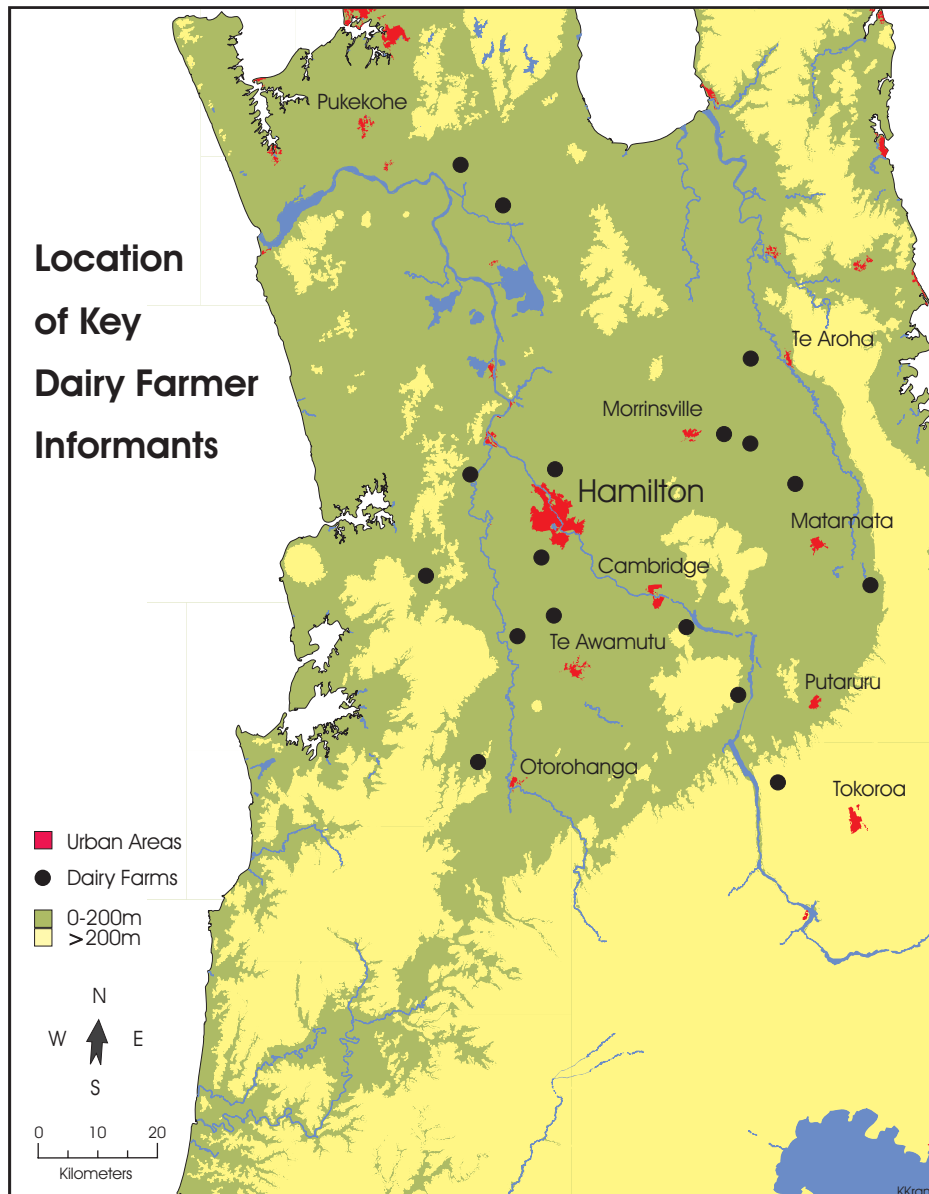 Pukekohe
Location
of Key
Dairy Farmer
Informants
Te Aroha
Morrinsville
Hamilton
Matamata
Cambridge
Te Awamutu
Putaruru
Otorohanga
Tokoroa
Urban Areas
Dairy Farms
0-200m
>200m
N
W E
S
0 10 20
Kilometers